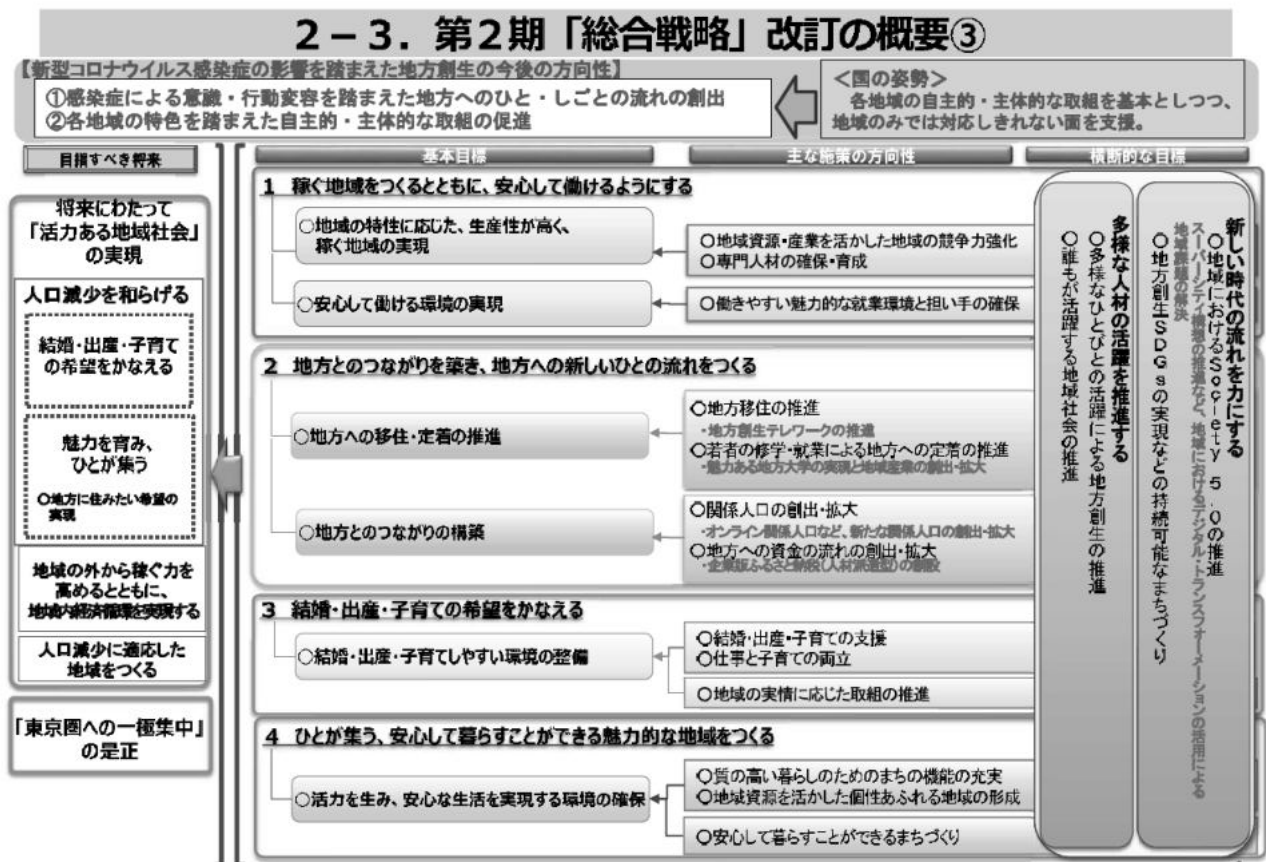 2－3．第2期「総合戦略」改訂の概要③
【新型コロナウイルス感染症の影響を踏まえた地方創生の今後の方向性】
①感染症による意識・行動変容を踏まえた地方へのひと・しごとの流れの創出
②各地域の特色を踏まえた自主的・主体的な取組の促進
＜国の姿勢＞
各地域の自主的・主体的な取組を基本としつつ、
地域のみでは対応しきれない面を支援。
目指すべき将来
将来にわたって
「活力ある地域社会」
の実現
人口減少を和らげる
結婚・出産・子育て
の希望をかなえる
魅力を育み、
ひとが集う
○地方に住みたい希望の
実現
地域の外から稼ぐ力を
高めるとともに、
地域内経済循環を実現する
人口減少に適応した
地域をつくる
「東京圏への一極集中」
の是正
基本目標
主な施策の方向性
横断的な目標
1 稼ぐ地域をつくるとともに、安心して働けるようにする
○地域の特性に応じた、生産性が高く、
稼ぐ地域の実現
○地域資源・産業を活かした地域の競争力強化
○専門人材の確保・育成
○安心して働ける環境の実現
○働きやすい魅力的な就業環境と担い手の確保
2 地方とのつながりを築き、地方への新しいひとの流れをつくる
○地方への移住・定着の推進
○地方移住の推進
・地方創生テレワークの推進
○若者の修学・就業による地方への定着の推進
・魅力ある地方大学の実現と地域産業の創出・拡大
○地方とのつながりの構築
○関係人口の創出・拡大
・オンライン関係人口など、新たな関係人口の創出・拡大
○地方への資金の流れの創出・拡大
・企業版ふるさと納税（人材派遣型）の創設
3 結婚・出産・子育ての希望をかなえる
○結婚・出産・子育てしやすい環境の整備
○結婚・出産・子育ての支援
○仕事と子育ての両立
○地域の実情に応じた取組の推進
4 ひとが集う、安心して暮らすことができる魅力的な地域をつくる
○活力を生み、安心な生活を実現する環境の確保
○質の高い暮らしのためのまちの機能の充実
○地域資源を活かした個性あふれる地域の形成
○安心して暮らすことができるまちづくり
多様な人材の活躍を推進する
○多様なひとびとの活躍による地方創生の推進
○誰もが活躍する地域社会の推進
新しい時代の流れを力にする
○地域におけるSociety5.0の推進
スーパーシティ構想の推進など、地域におけるデジタル・トランスフォーメーションの活用による
地域課題の解決
○地方創生SDGsの実現などの持続可能なまちづくり